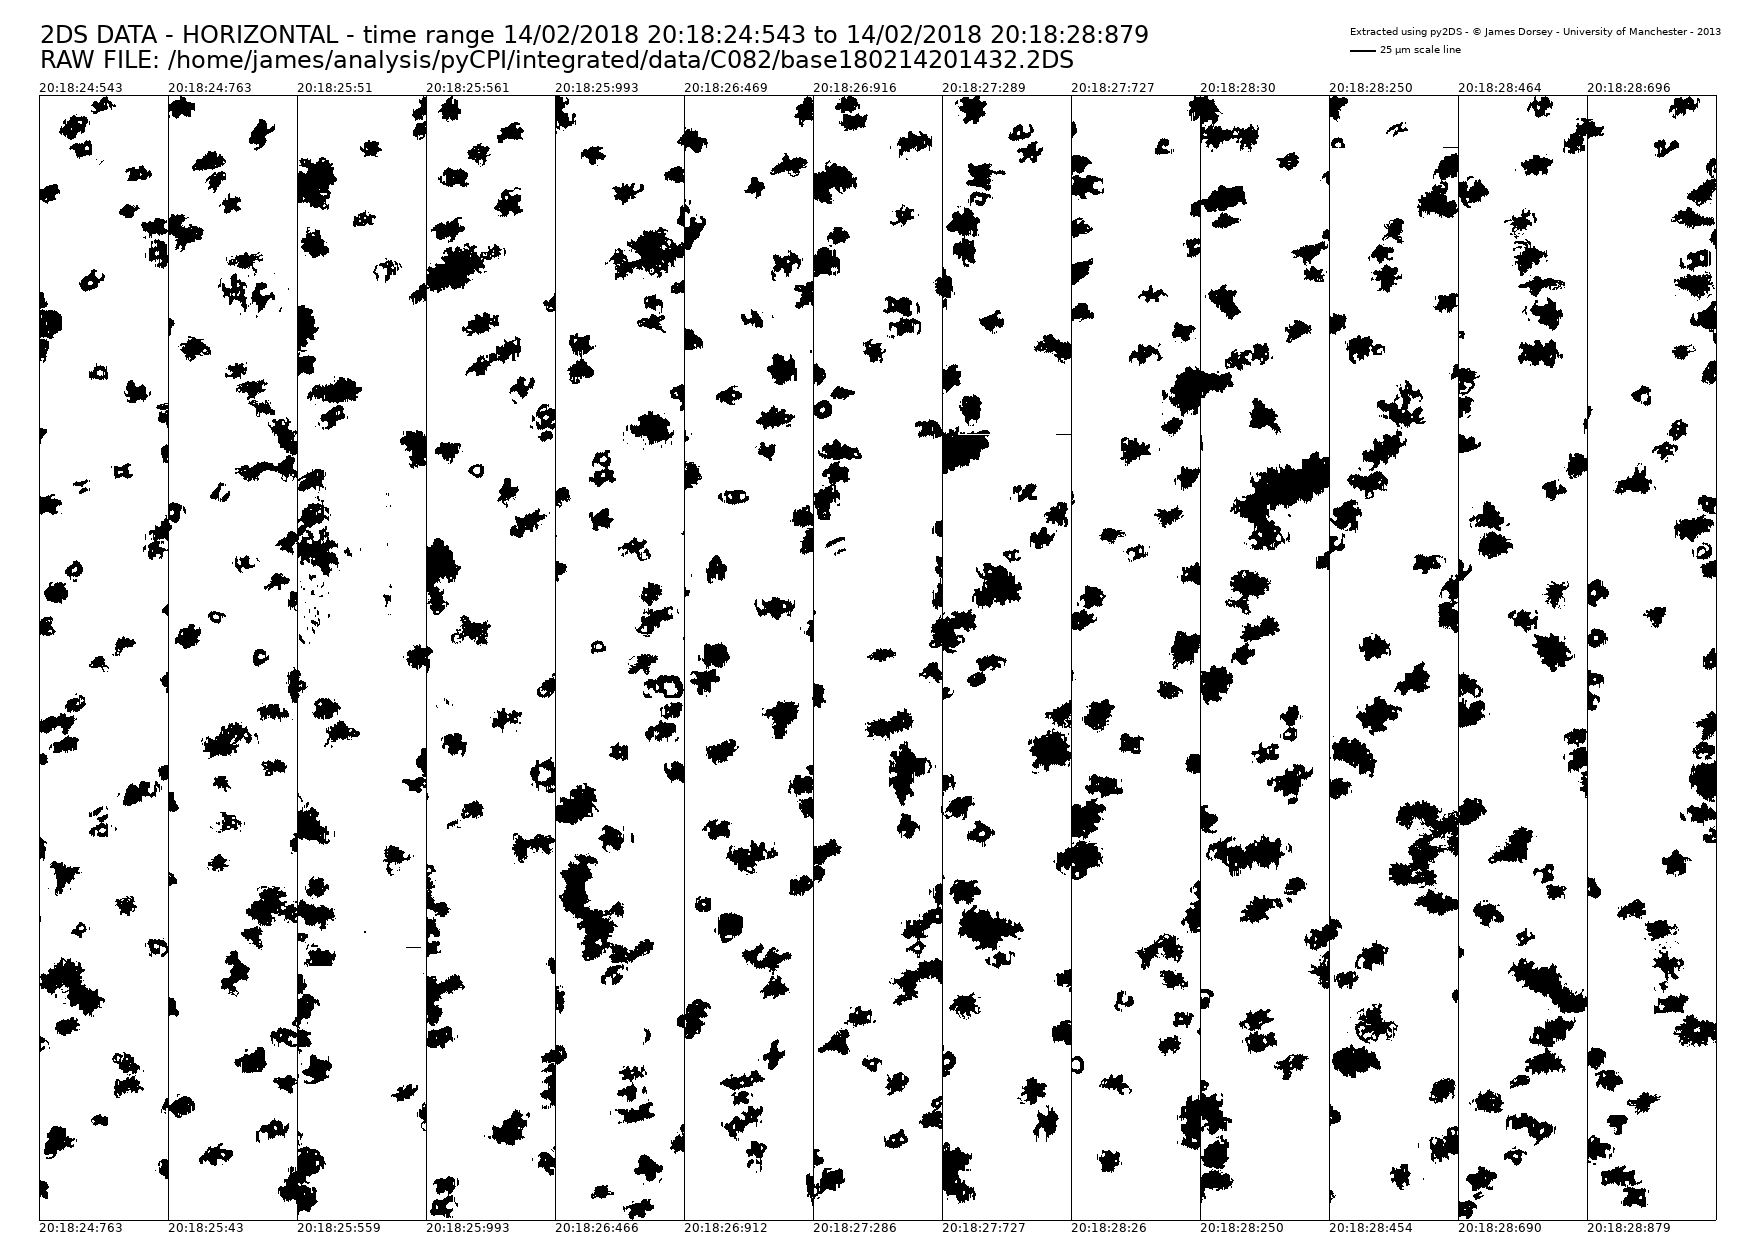 2DS DATA - HORIZONTAL - time range 14/02/2018 20:18:24:543 to 14/02/2018 20:18:28:879
RAW FILE: /home/james/analysis/pyCPI/integrated/data/C082/base180214201432.2DS
Extracted using py2DS - © James Dorsey - University of Manchester - 2013
25 µm scale line
20:18:24:543 20:18:24:763 20:18:25:51 20:18:25:561 20:18:25:993 20:18:26:469 20:18:26:916 20:18:27:289 20:18:27:727 20:18:28:30 20:18:28:250 20:18:28:464 20:18:28:696
20:18:24:763 20:18:25:43 20:18:25:559 20:18:25:993 20:18:26:466 20:18:26:912 20:18:27:286 20:18:27:727 20:18:28:26 20:18:28:250 20:18:28:454 20:18:28:690 20:18:28:879